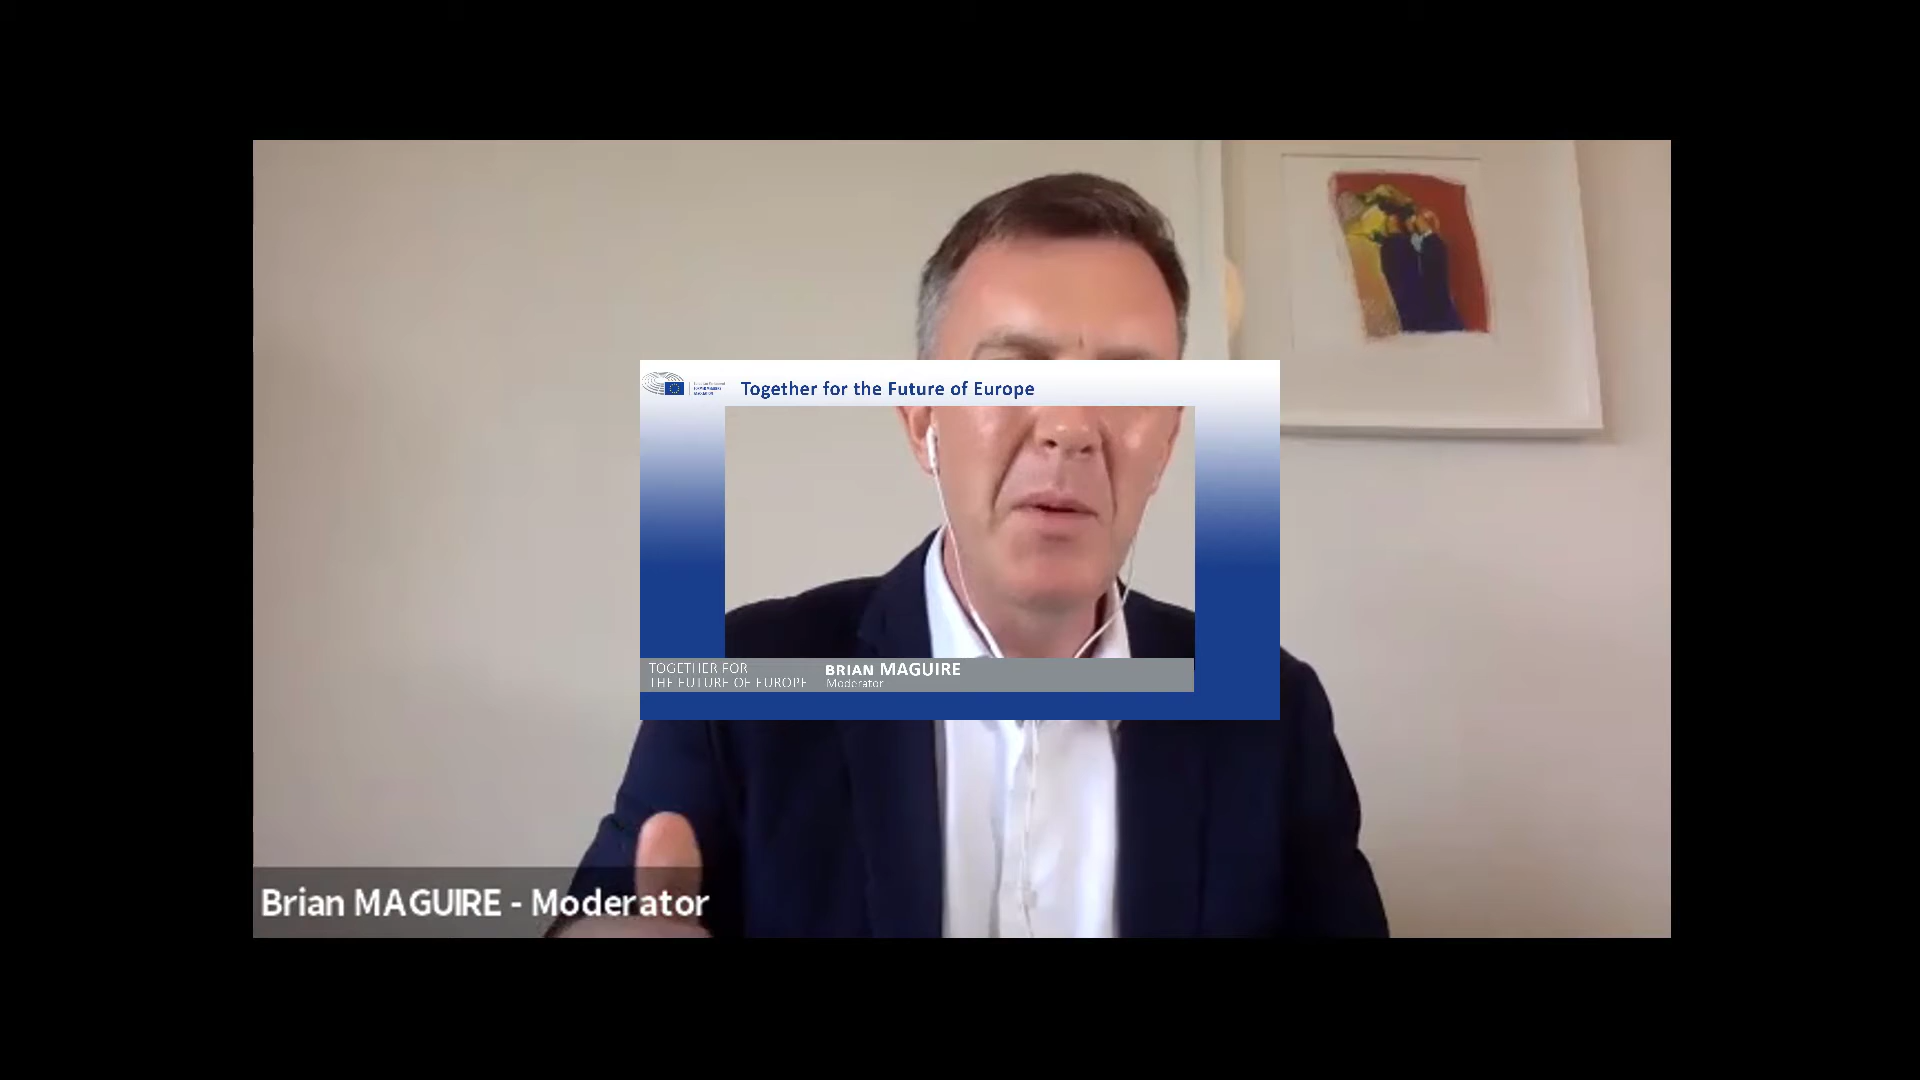 Together for the Future of Europe
TOGETHER FOR
THE FUTURE OF EUROPE
BRIAN MAGUIRE
Moderator
Brian MAGUIRE - Moderator